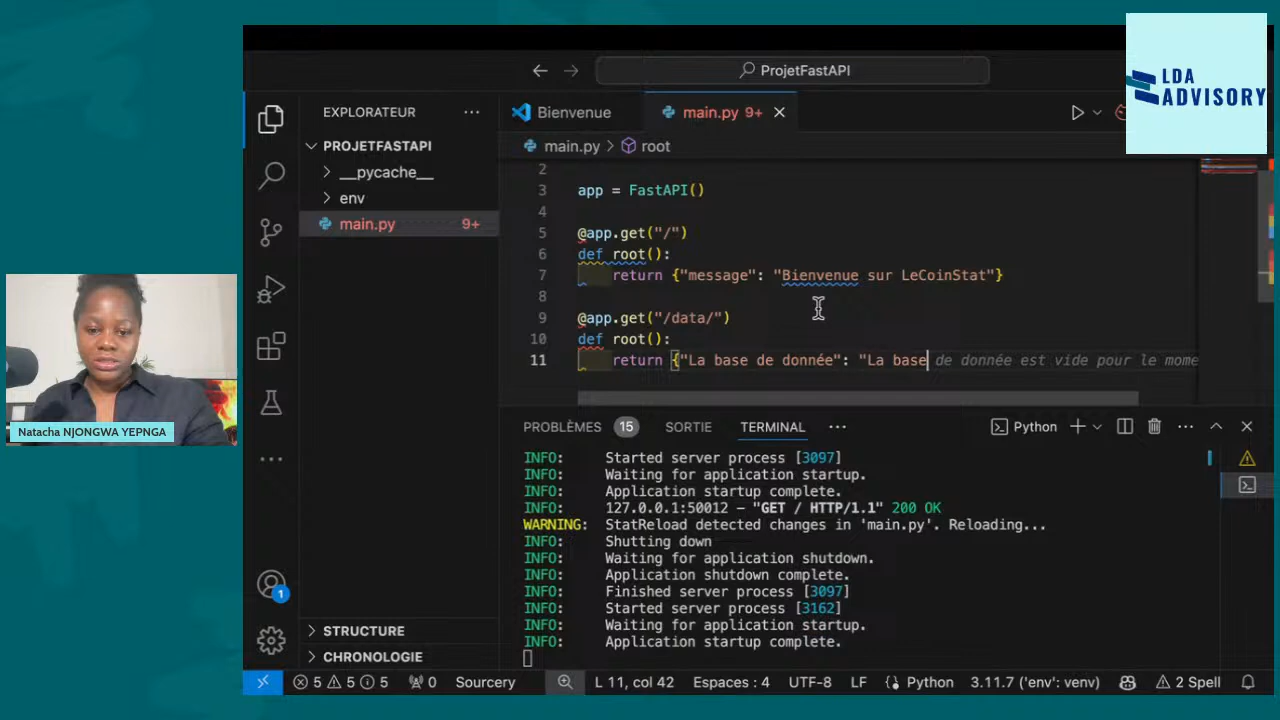 LDA
ADVISORY
ProjetFastAPI
EXPLORATEUR
Bienvenue
main.py 9+
PROJETFASTAPI
main.py > root
__pycache__
env
main.py 9+
2
3 app = FastAPI()
4
5 @app.get("/")
6 def root():
7 return {"message": "Bienvenue sur LeCoinStat"}
8
9 @app.get("/data/")
10 def root():
11 return {"La base de donnée": "La base de donnée est vide pour le mome
Natacha NJONGWA YEPNGA
PROBLÈMES 15 SORTIE TERMINAL ··· Python
INFO: Started server process [3097]
INFO: Waiting for application startup.
INFO: Application startup complete.
INFO: 127.0.0.1:50012 – "GET / HTTP/1.1" 200 OK
WARNING: StatReload detected changes in 'main.py'. Reloading...
INFO: Shutting down
INFO: Waiting for application shutdown.
INFO: Application shutdown complete.
INFO: Finished server process [3097]
INFO: Started server process [3162]
INFO: Waiting for application startup.
INFO: Application startup complete.
1
STRUCTURE
CHRONOLOGIE
5 5 5 0 Sourcery L 11, col 42 Espaces : 4 UTF-8 LF Python 3.11.7 ('env': venv) 2 Spell